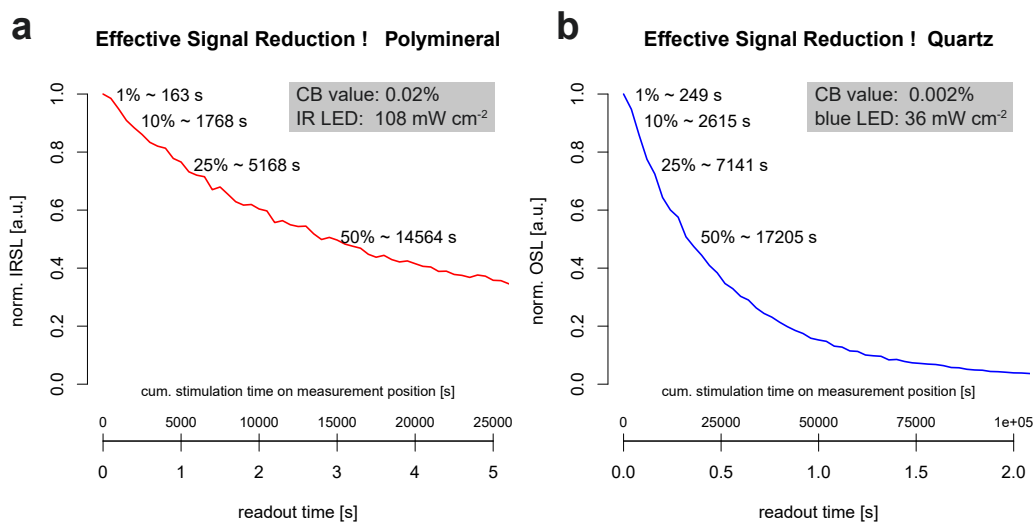 a
Effective Signal Reduction ! Polymineral
CB value: 0.02%
IR LED: 108 mW cm-2
1% ~ 163 s
10% ~ 1768 s
25% ~ 5168 s
50% ~ 14564 s
norm. IRSL [a.u.]
1.0
0.8
0.6
0.4
0.2
0.0
cum. stimulation time on measurement position [s]
0 5000 10000 15000 20000 25000
0 1 2 3 4 5
readout time [s]
b
Effective Signal Reduction ! Quartz
CB value: 0.002%
blue LED: 36 mW cm-2
1% ~ 249 s
10% ~ 2615 s
25% ~ 7141 s
50% ~ 17205 s
norm. OSL [a.u.]
1.0
0.8
0.6
0.4
0.2
0.0
cum. stimulation time on measurement position [s]
0 25000 50000 75000 1e+05
0.0 0.5 1.0 1.5 2.0
readout time [s]